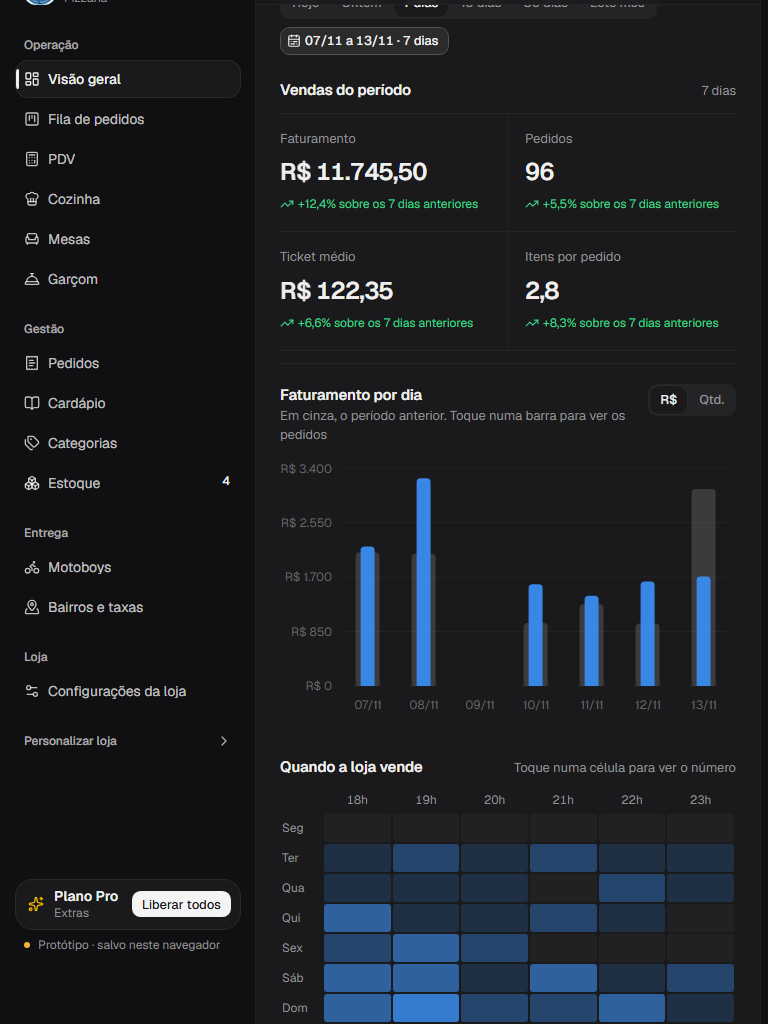 Pizzaria
Operação
Visão geral
Fila de pedidos
PDV
Cozinha
Mesas
Garçom
Gestão
Pedidos
Cardápio
Categorias
Estoque 4
Entrega
Motoboys
Bairros e taxas
Loja
Configurações da loja
Personalizar loja
Plano Pro
Extras
Liberar todos
Protótipo · salvo neste navegador
07/11 a 13/11 · 7 dias
Vendas do período 7 dias
Faturamento
R$ 11.745,50
+12,4% sobre os 7 dias anteriores
Pedidos
96
+5,5% sobre os 7 dias anteriores
Ticket médio
R$ 122,35
+6,6% sobre os 7 dias anteriores
Itens por pedido
2,8
+8,3% sobre os 7 dias anteriores
Faturamento por dia
Em cinza, o período anterior. Toque numa barra para ver os
pedidos
R$ Qtd.
R$ 3.400
R$ 2.550
R$ 1.700
R$ 850
R$ 0
07/11 08/11 09/11 10/11 11/11 12/11 13/11
Quando a loja vende Toque numa célula para ver o número
18h 19h 20h 21h 22h 23h
Seg
Ter
Qua
Qui
Sex
Sáb
Dom